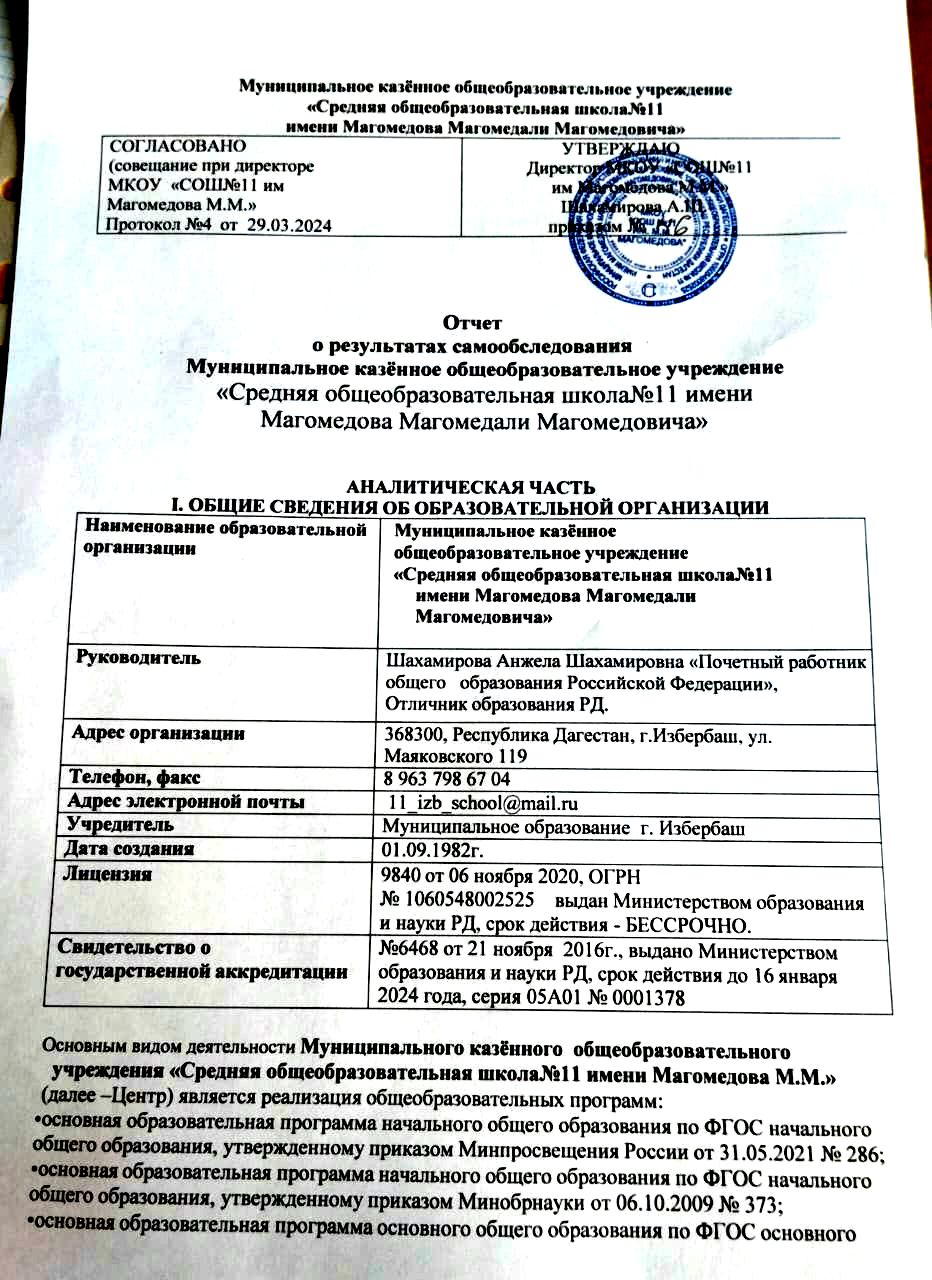 Муниципальное казённое общеобразовательное учреждение
«Средняя общеобразовательная школа№11
имени Магомедова Магомедали Магомедовича»
СОГЛАСОВАНО
(совещание при директоре
МКОУ «СОШ№11 им
Магомедова М.М.»
Протокол №4 от 29.03.2024
УТВЕРЖДАЮ
Директор МКОУ «СОШ№11
им Магомедова М.М.»
Шахамирова А.Ш.
приказом №
МАГОМЕДОВА"
Отчет
о результатах самообследования
Муниципальное казённое общеобразовательное учреждение
«Средняя общеобразовательная школа№11 имени
Магомедова Магомедали Магомедовича»
АНАЛИТИЧЕСКАЯ ЧАСТЬ
I. ОБЩИЕ СВЕДЕНИЯ ОБ ОБРАЗОВАТЕЛЬНОЙ ОРГАНИЗАЦИИ
Наименование образовательной
организации
Муниципальное казённое
общеобразовательное учреждение
«Средняя общеобразовательная школа№11
имени Магомедова Магомедали
Магомедовича»
Руководитель
Шахамирова Анжела Шахамировна «Почетный работник
общего образования Российской Федерации»,
Отличник образования РД.
Адрес организации
368300, Республика Дагестан, г.Избербаш, ул.
Маяковского 119
Телефон, факс
8 963 798 67 04
Адрес электронной почты
11_izb_school@mail.ru
Учредитель
Муниципальное образование г. Избербаш
Дата создания
01.09.1982г.
Лицензия
9840 от 06 ноября 2020, ОГРН
№ 1060548002525 выдан Министерством образования
и науки РД, срок действия - БЕССРОЧНО.
Свидетельство о
государственной аккредитации
№6468 от 21 ноября 2016г., выдано Министерством
образования и науки РД, срок действия до 16 января
2024 года, серия 05А01 № 0001378
Основным видом деятельности Муниципального казённого общеобразовательного
учреждения «Средняя общеобразовательная школа№11 имени Магомедова М.М.»
(далее –Центр) является реализация общеобразовательных программ:
•основная образовательная программа начального общего образования по ФГОС начального
общего образования, утвержденному приказом Минпросвещения России от 31.05.2021 № 286;
•основная образовательная программа начального общего образования по ФГОС начального
общего образования, утвержденному приказом Минобрнауки от 06.10.2009 № 373;
•основная образовательная программа основного общего образования по ФГОС основного